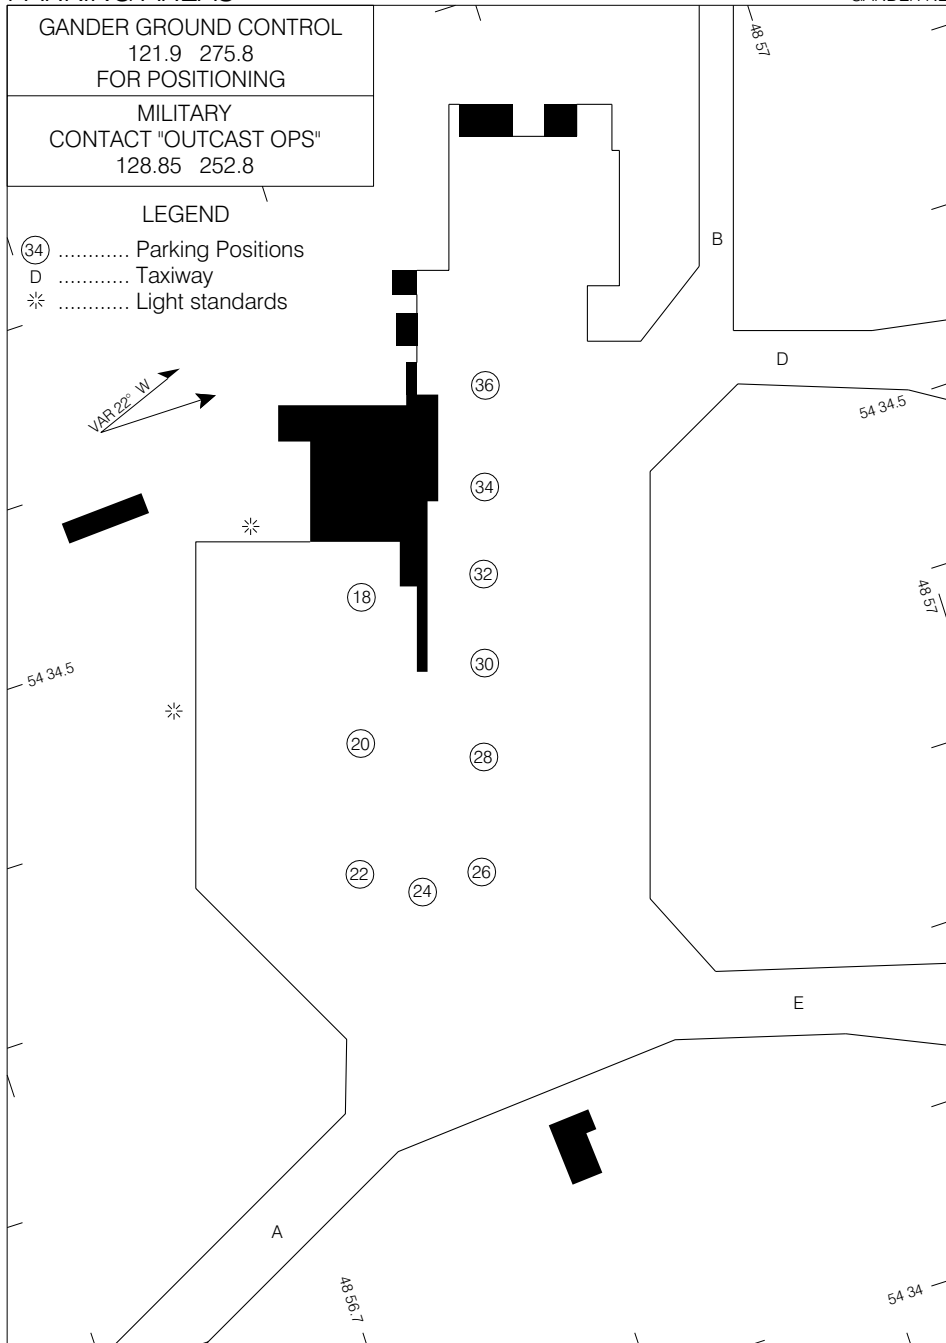 GANDER GROUND CONTROL
121.9 275.8
FOR POSITIONING
MILITARY
CONTACT "OUTCAST OPS"
128.85 252.8
LEGEND
34 ............ Parking Positions
D ............ Taxiway
............ Light standards
48 57
B
D
VAR 22° W
36
54 34.5
34
32
18
48 57
30
54 34.5
20
28
22
24
26
E
A
48 56.7
54 34